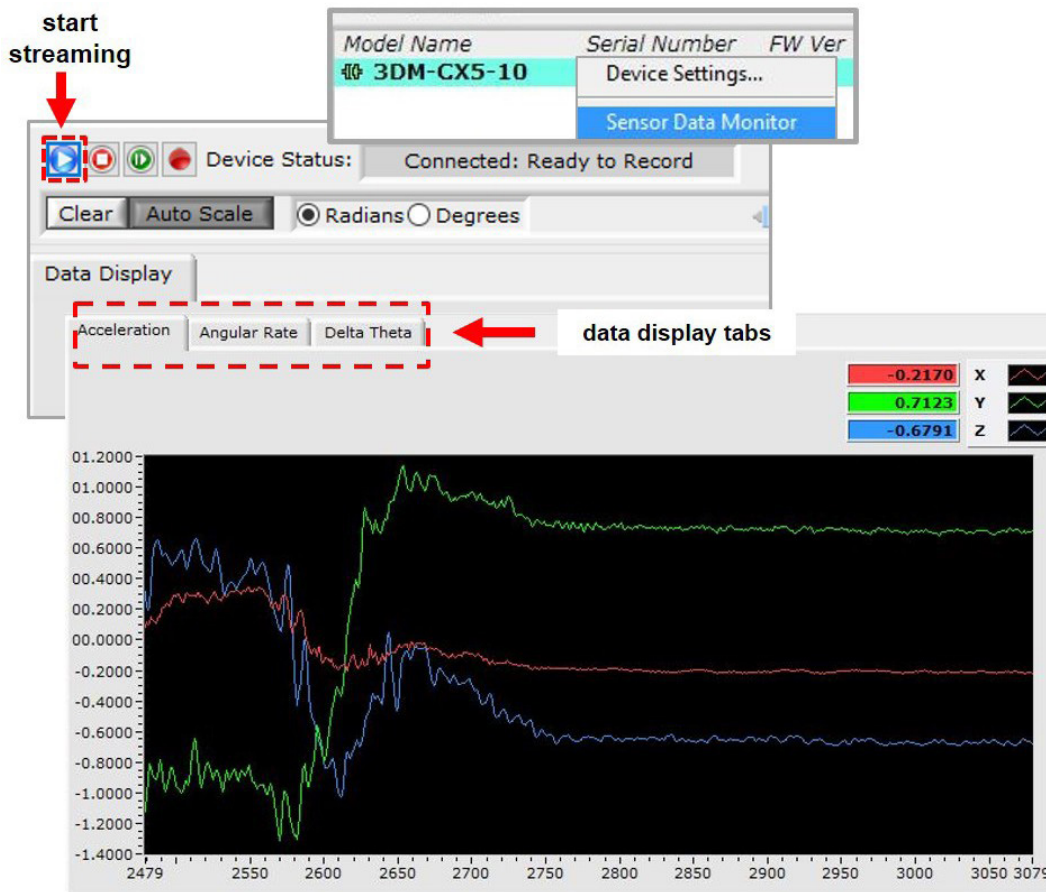 start
streaming
Model Name Serial Number FW Ver
3DM-CX5-10 Device Settings...
Sensor Data Monitor
Device Status: Connected: Ready to Record
Clear Auto Scale Radians Degrees
Data Display
Acceleration Angular Rate Delta Theta
data display tabs
-0.2170 X
0.7123 Y
-0.6791 Z
01.2000
01.0000
00.8000
00.6000
00.4000
00.2000
00.0000
-0.2000
-0.4000
-0.6000
-0.8000
-1.0000
-1.2000
-1.4000
2479 2550 2600 2650 2700 2750 2800 2850 2900 2950 3000 3050 3079